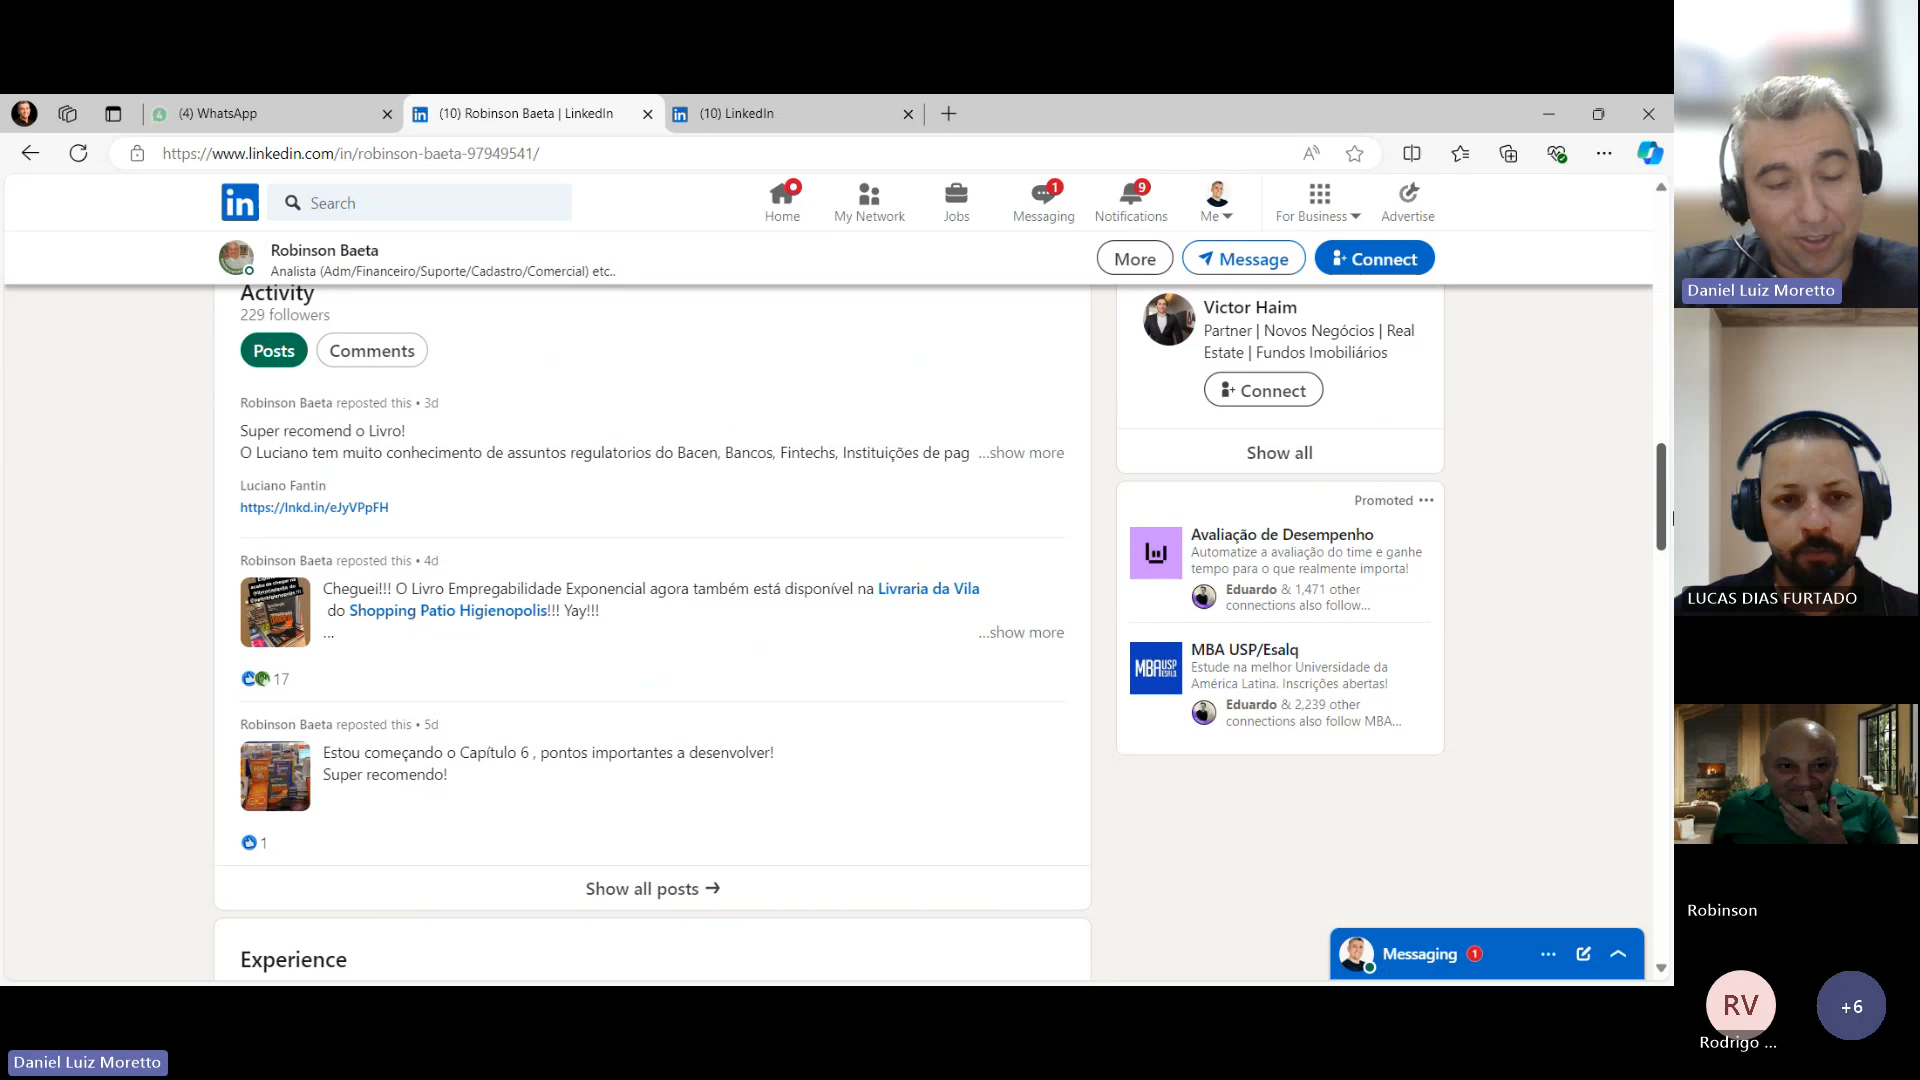 (4) WhatsApp
(10) Robinson Baeta | LinkedIn
(10) LinkedIn
https://www.linkedin.com/in/robinson-baeta-97949541/
in
Search
Home
My Network
Jobs
1
Messaging
9
Notifications
Me
For Business
Advertise
Robinson Baeta
Analista (Adm/Financeiro/Suporte/Cadastro/Comercial) etc..
More
Message
Connect
Activity
229 followers
Posts
Comments
Robinson Baeta reposted this • 3d
Super recomend o Livro!
O Luciano tem muito conhecimento de assuntos regulatorios do Bacen, Bancos, Fintechs, Instituições de pag ...show more
Luciano Fantin
https://lnkd.in/eJyVPpFH
Robinson Baeta reposted this • 4d
Cheguei!!! O Livro Empregabilidade Exponencial agora também está disponível na Livraria da Vila
do Shopping Patio Higienopolis!!! Yay!!!
...
...show more
17
Robinson Baeta reposted this • 5d
Estou começando o Capítulo 6 , pontos importantes a desenvolver!
Super recomendo!
1
Show all posts →
Experience
Victor Haim
Partner | Novos Negócios | Real
Estate | Fundos Imobiliários
Connect
Show all
Promoted ...
Avaliação de Desempenho
Automatize a avaliação do time e ganhe
tempo para o que realmente importa!
Eduardo & 1,471 other
connections also follow...
MBAUSP
ESALQ
MBA USP/Esalq
Estude na melhor Universidade da
América Latina. Inscrições abertas!
Eduardo & 2,239 other
connections also follow MBA...
Messaging 1
Daniel Luiz Moretto
LUCAS DIAS FURTADO
Robinson
RV
Rodrigo ...
+6
Daniel Luiz Moretto